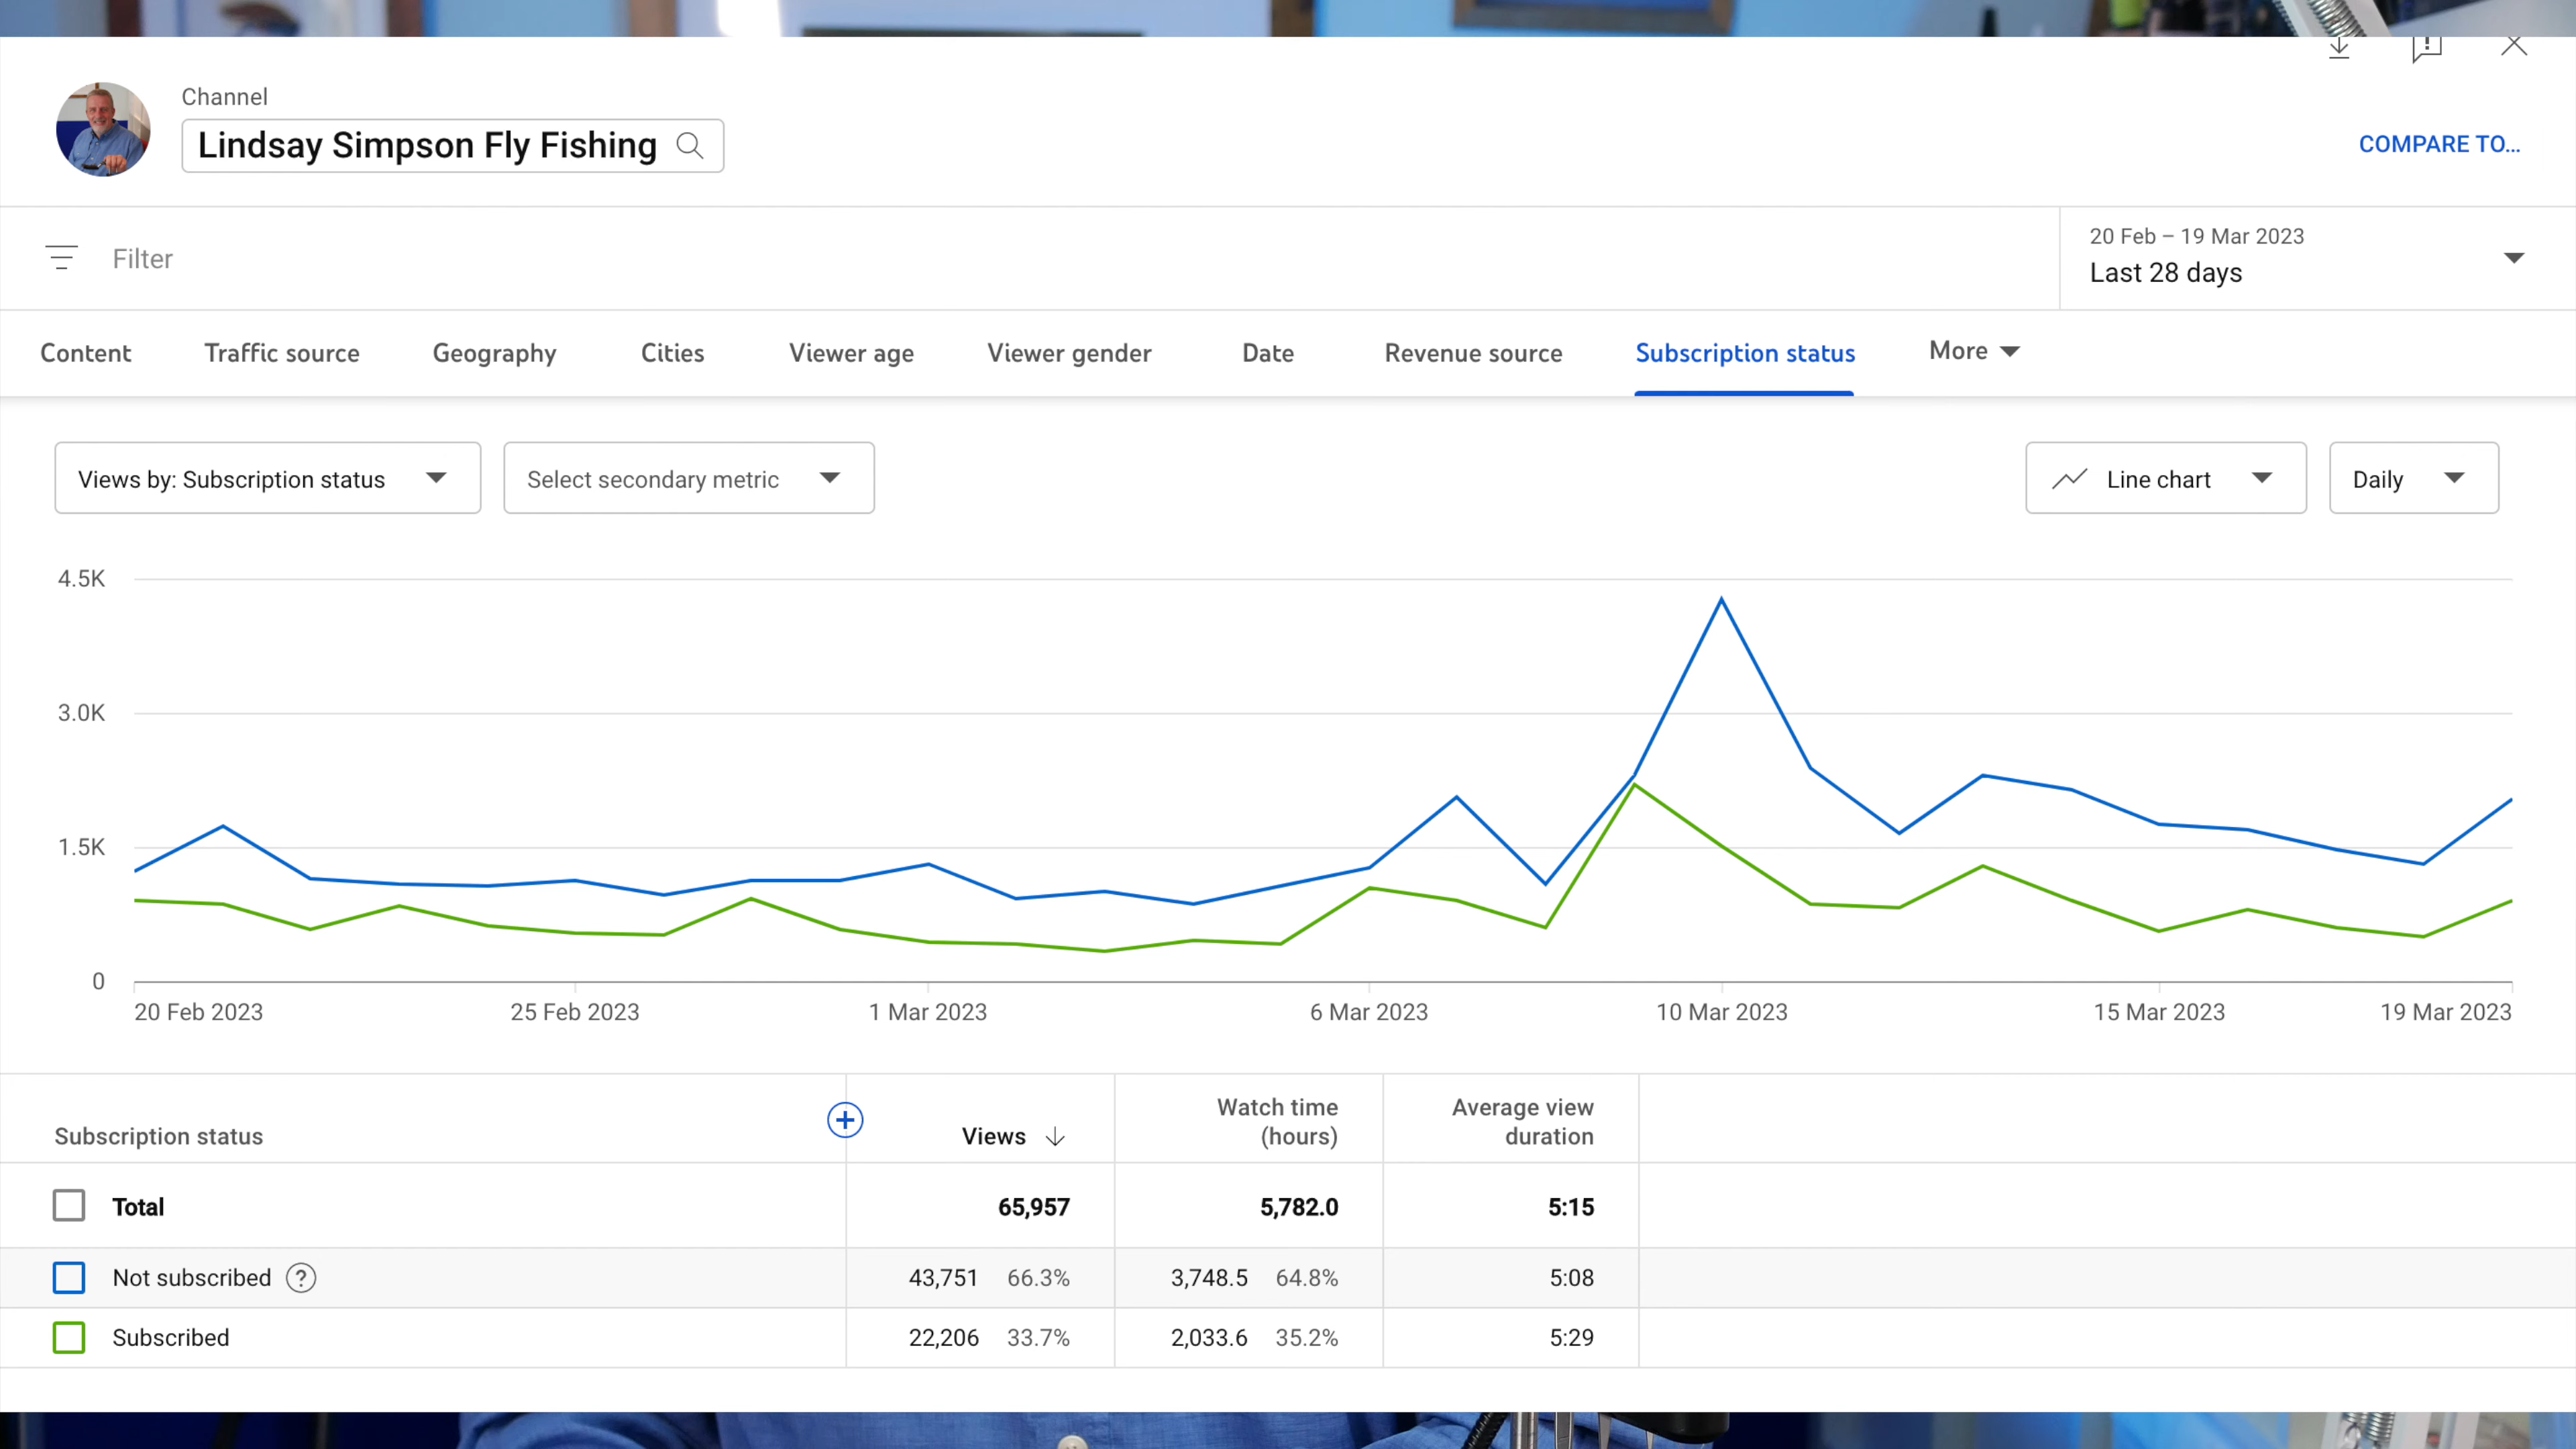 Channel
Lindsay Simpson Fly Fishing
COMPARE TO...
Filter
20 Feb – 19 Mar 2023
Last 28 days
Content Traffic source Geography Cities Viewer age Viewer gender Date Revenue source Subscription status More
Views by: Subscription status Select secondary metric Line chart Daily
4.5K
3.0K
1.5K
0
20 Feb 2023 25 Feb 2023 1 Mar 2023 6 Mar 2023 10 Mar 2023 15 Mar 2023 19 Mar 2023
Subscription status Views Watch time (hours) Average view duration
Total 65,957 5,782.0 5:15
Not subscribed ? 43,751 66.3% 3,748.5 64.8% 5:08
Subscribed 22,206 33.7% 2,033.6 35.2% 5:29